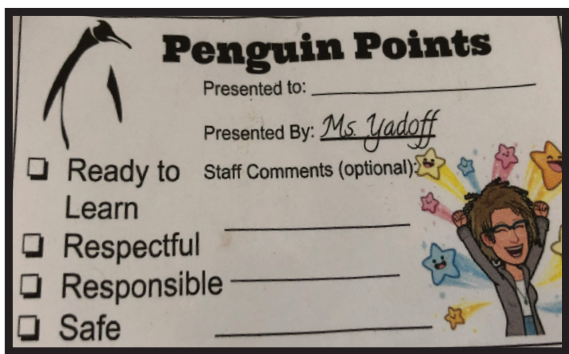 Penguin Points
Presented to:
Presented By: Ms. Yadoff
Staff Comments (optional):
Ready to
Learn
Respectful
Responsible
Safe